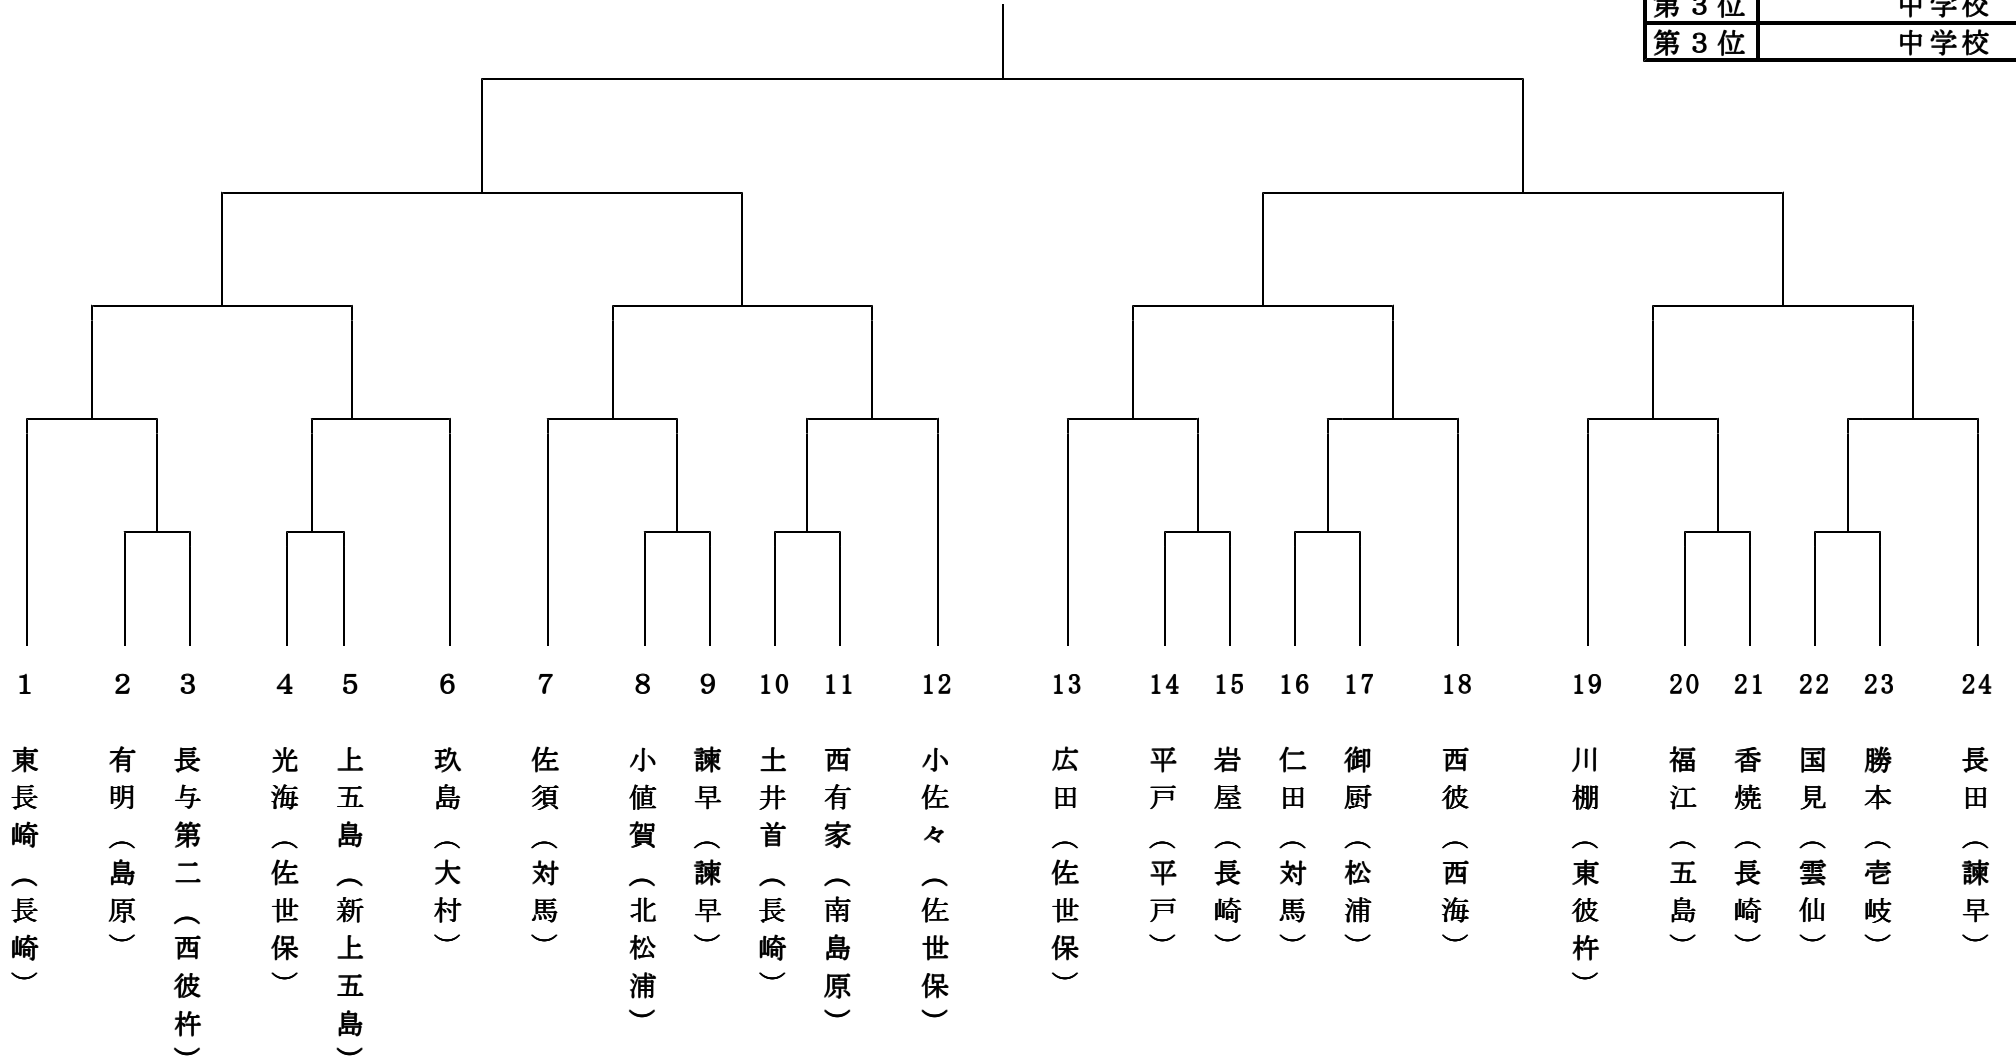 第３位 中学校
第３位 中学校
1 2 3 4 5 6 7 8 9 10 11 12 13 14 15 16 17 18 19 20 21 22 23 24
東長崎（長崎）
有明（島原）
長与第二（西彼杵）
光海（佐世保）
上五島（新上五島）
玖島（大村）
佐須（対馬）
小値賀（北松浦）
諫早（諫早）
土井首（長崎）
西有家（南島原）
小佐々（佐世保）
広田（佐世保）
平戸（平戸）
岩屋（長崎）
仁田（対馬）
御厨（松浦）
西彼（西海）
川棚（東彼杵）
福江（五島）
香焼（長崎）
国見（雲仙）
勝本（壱岐）
長田（諫早）